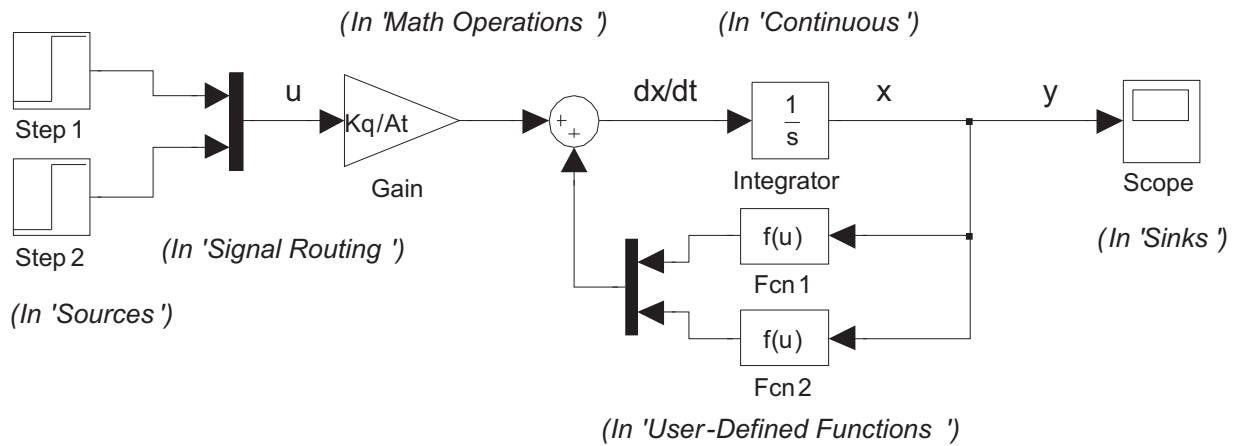 (In 'Math Operations ')
(In 'Continuous ')
Step 1
u
Kq/At
Gain
+
+
dx/dt
1
s
Integrator
x
y
Scope
Step 2
(In 'Signal Routing ')
(In 'Sources ')
f(u)
Fcn 1
f(u)
Fcn 2
(In 'Sinks ')
(In 'User-Defined Functions ')